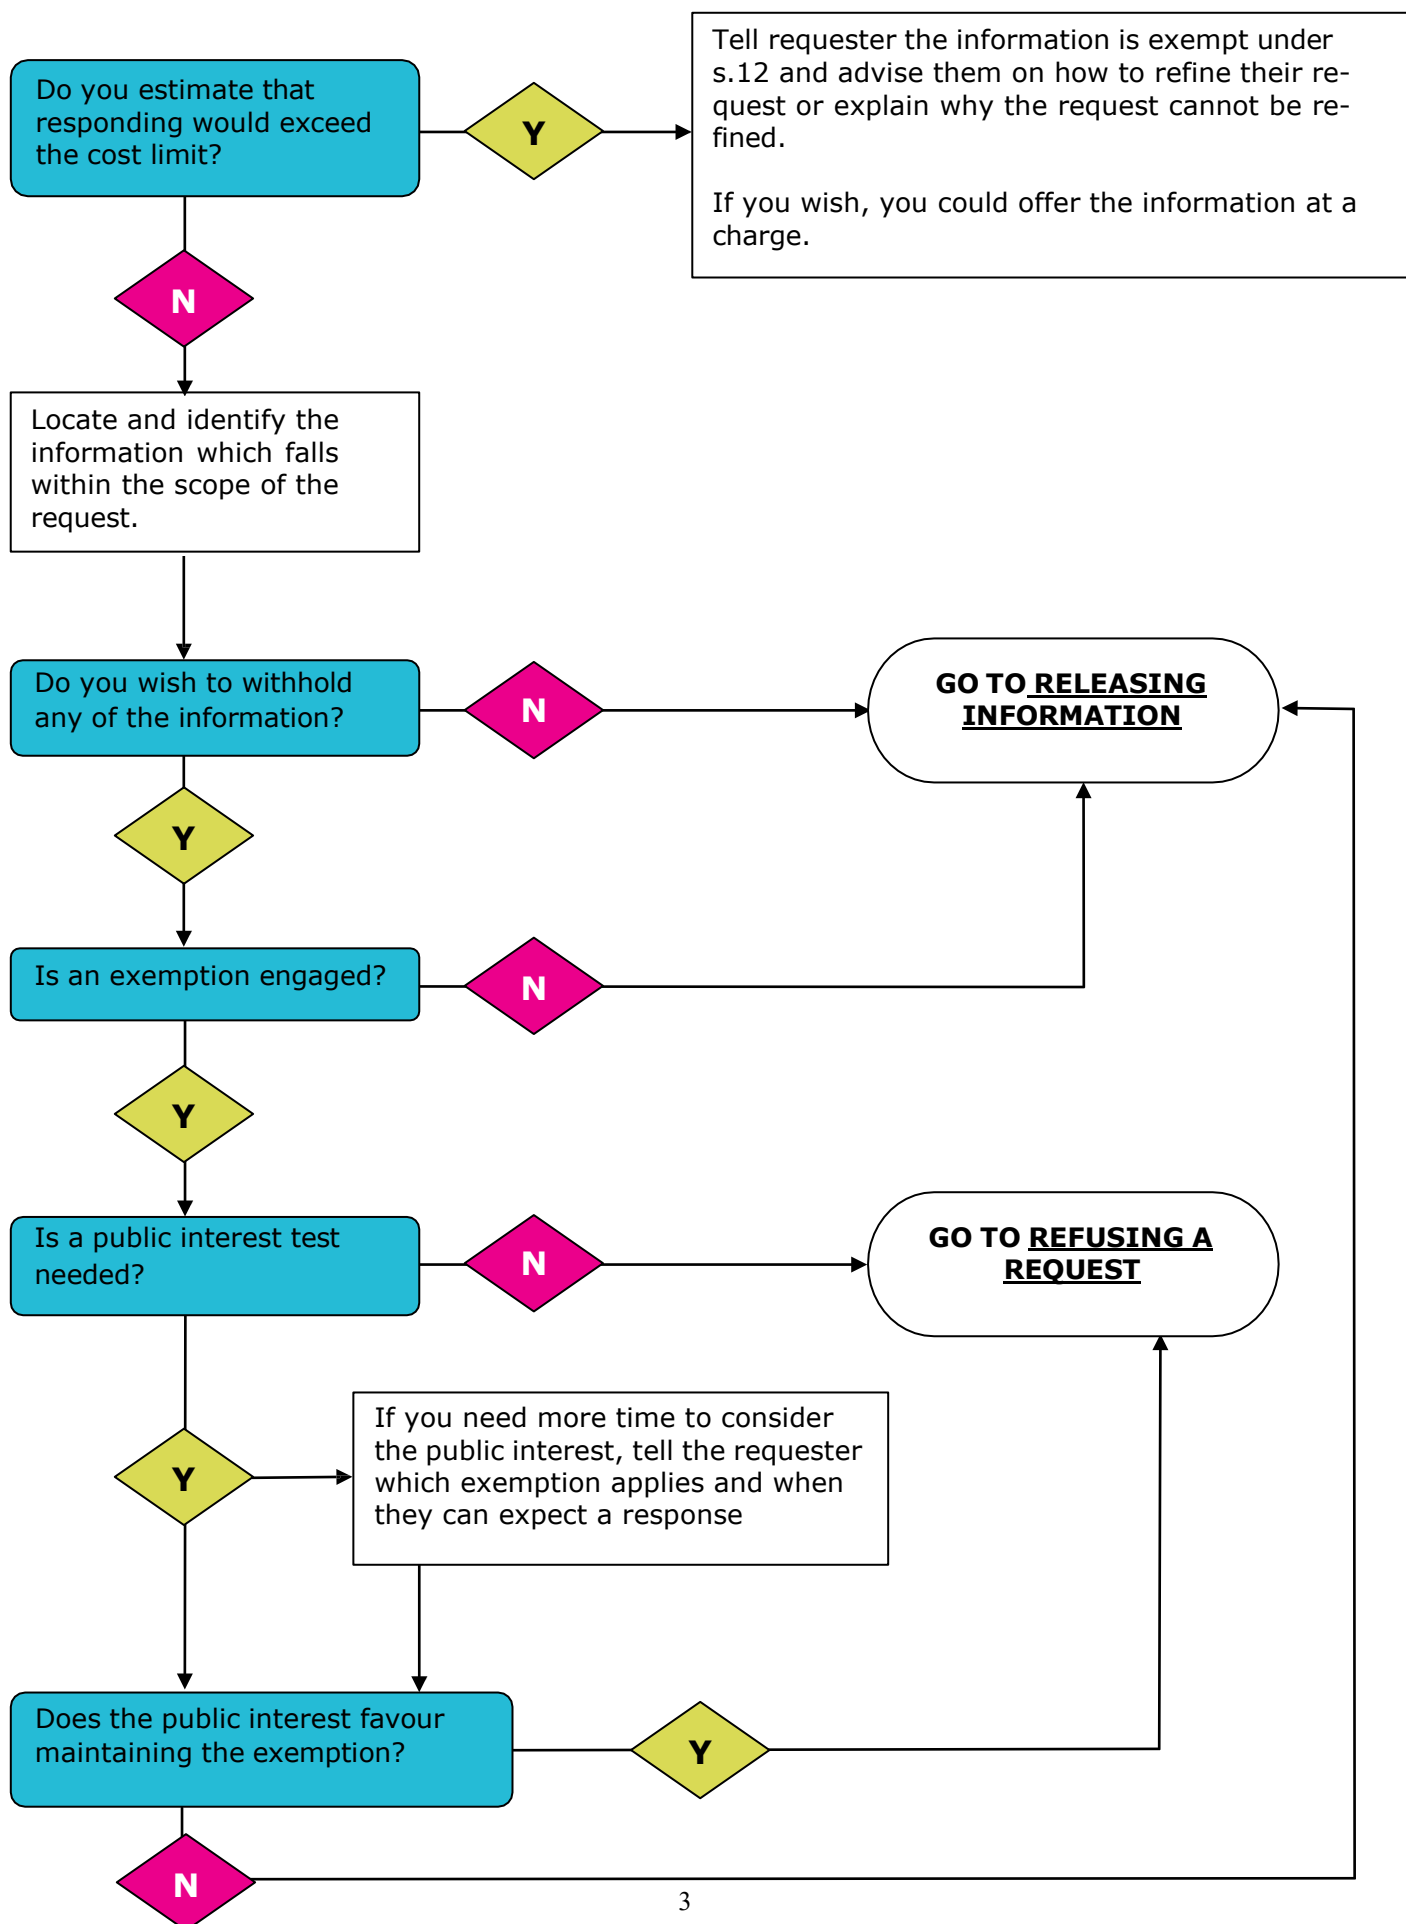 Tell requester the information is exempt under
s.12 and advise them on how to refine their re-
quest or explain why the request cannot be re-
fined.
If you wish, you could offer the information at a
charge.
Do you estimate that
responding would exceed
the cost limit?
Y
N
Locate and identify the
information which falls
within the scope of the
request.
Do you wish to withhold
any of the information?
N
GO TO RELEASING
INFORMATION
Y
Is an exemption engaged?
N
Y
Is a public interest test
needed?
N
GO TO REFUSING A
REQUEST
If you need more time to consider
the public interest, tell the requester
which exemption applies and when
they can expect a response
Y
Does the public interest favour
maintaining the exemption?
Y
N
3